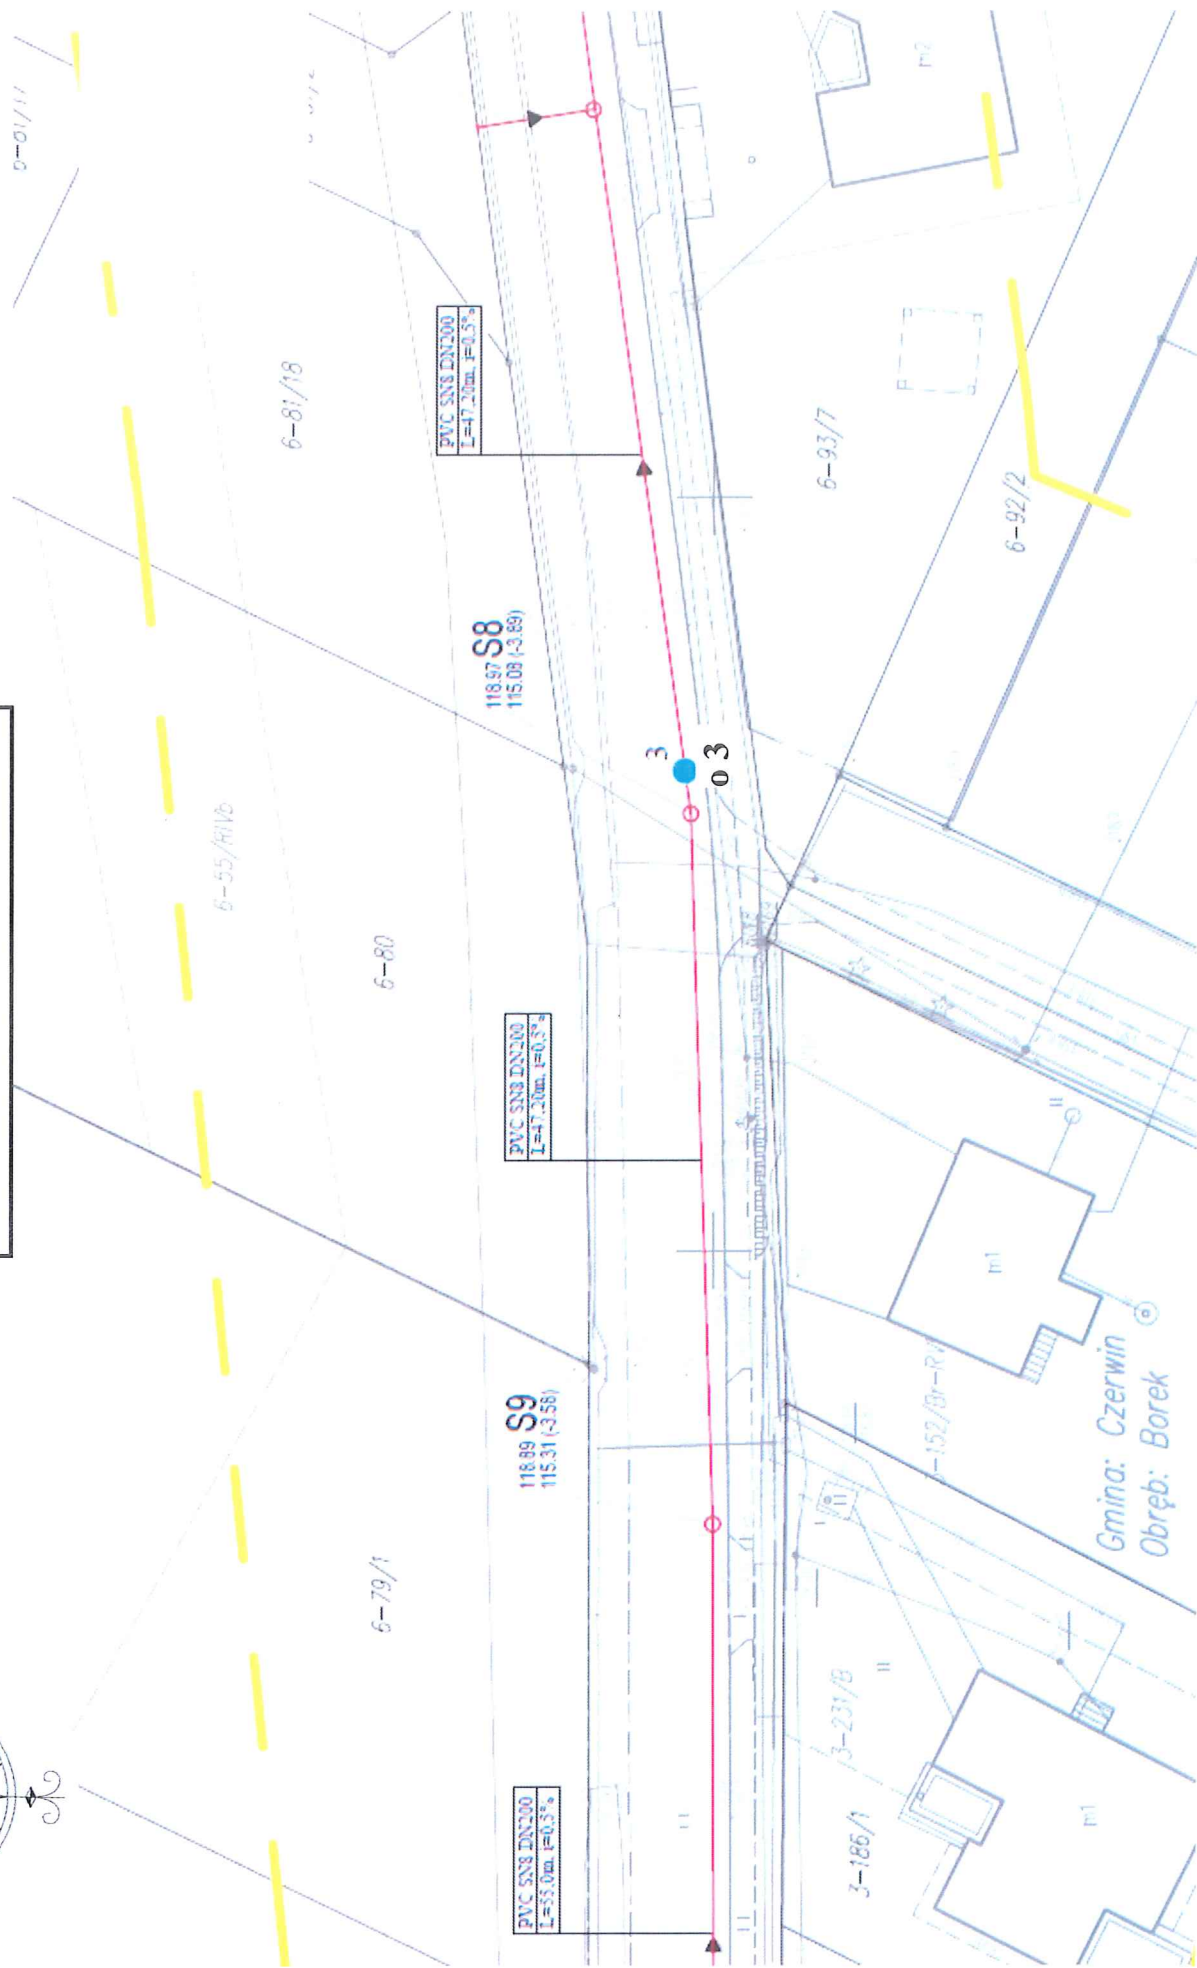 6-81/18
PVC SN8 DN200
L=47.20m, i=0.5%
m2
6-93/7
6-92/2
118.97 S8
115.08 (-3.89)
3
o 3
6-55/RIVb
6-80
PVC SN8 DN200
L=47.20m, i=0.5%
118.89 S9
115.31 (-3.58)
m1
Gmina: Czerwin
Obręb: Borek
6-79/1
3-231/B
3-186/1
m1
PVC SN8 DN200
L=55.0m, i=0.5%